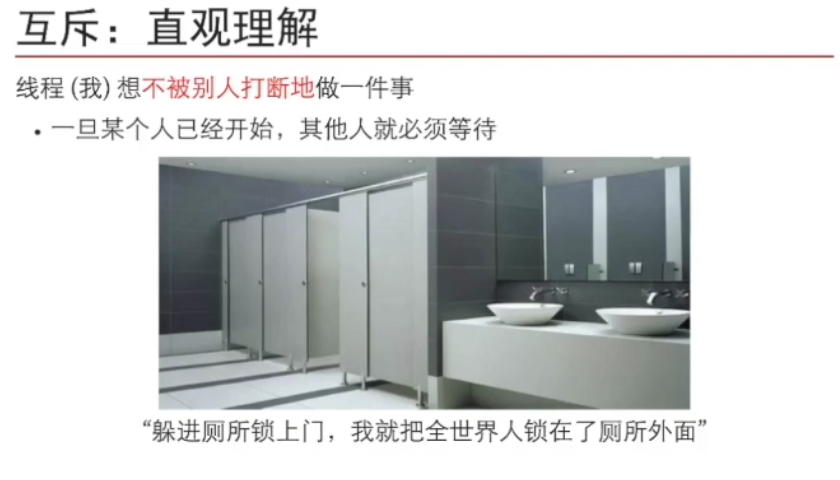 互斥：直观理解
线程 (我) 想不被别人打断地做一件事
• 一旦某个人已经开始，其他人就必须等待
“躲进厕所锁上门，我就把全世界人锁在了厕所外面”